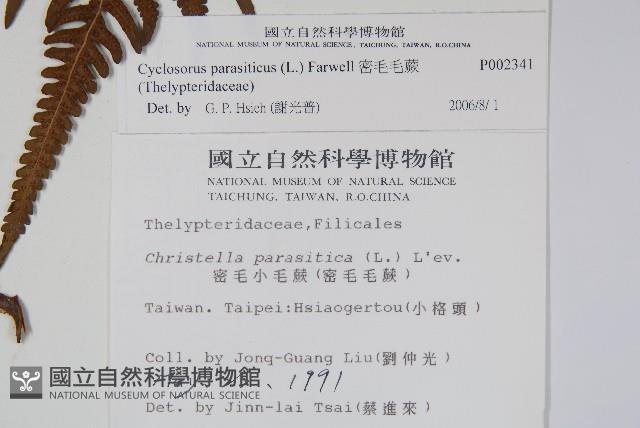 國立自然科學博物館
NATIONAL MUSEUM OF NATURAL SCIENCE, TAICHUNG, TAIWAN, R.O.CHINA
Cyclosorus parasiticus (L.) Farwell 密毛毛蕨 P002341
(Thelypteridaceae)
Det. by G. P. Hsieh (謝光普) 2006/8/1
國立自然科學博物館
NATIONAL MUSEUM OF NATURAL SCIENCE
TAICHUNG, TAIWAN, R.O.CHINA
Thelypteridaceae,Filicales
Christella parasitica (L.) L'ev.
密毛小毛蕨(密毛毛蕨)
Taiwan. Taipei:Hsiaogertou(小格頭)
Coll. by Jonq-Guang Liu(劉仲光)
1991
Det. by Jinn-lai Tsai(蔡進來)
國立自然科學博物館
NATIONAL MUSEUM OF NATURAL SCIENCE